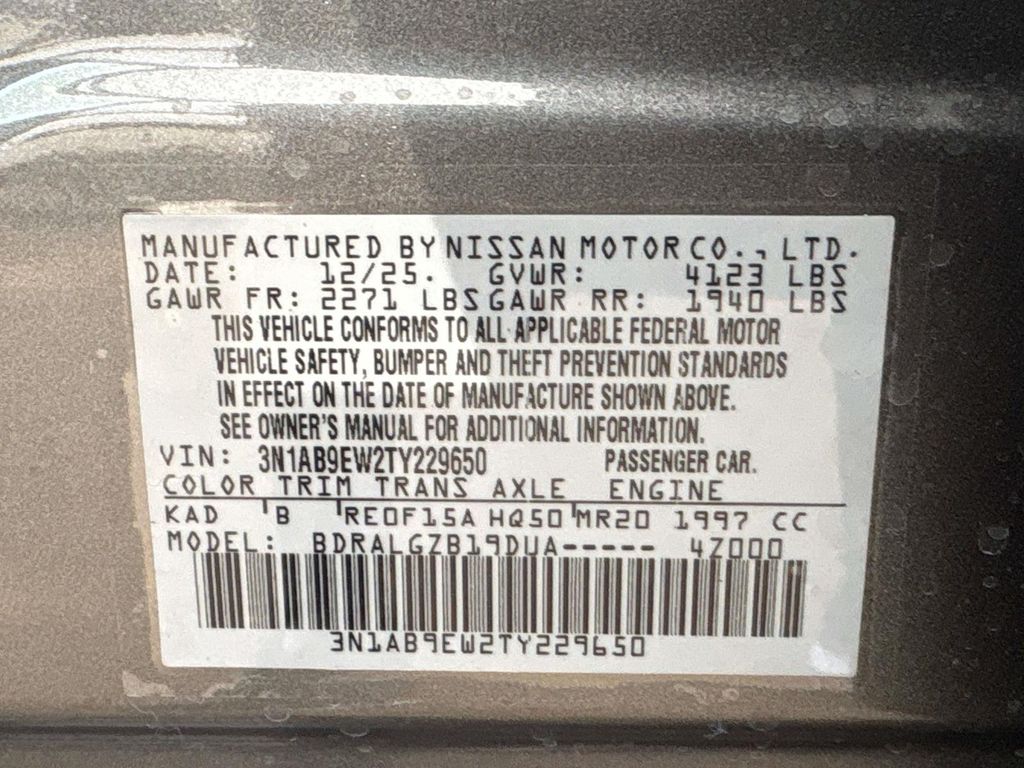 MANUFACTURED BY NISSAN MOTOR CO., LTD.
DATE: 12/25. GVWR: 4123 LBS
GAWR FR: 2271 LBS GAWR RR: 1940 LBS
THIS VEHICLE CONFORMS TO ALL APPLICABLE FEDERAL MOTOR
VEHICLE SAFETY, BUMPER AND THEFT PREVENTION STANDARDS
IN EFFECT ON THE DATE OF MANUFACTURE SHOWN ABOVE.
SEE OWNER'S MANUAL FOR ADDITIONAL INFORMATION.
VIN: 3N1AB9EW2TY229650 PASSENGER CAR.
COLOR TRIM TRANS AXLE ENGINE
KAD B RE0F15A HQ50 MR20 1997 CC
MODEL: BDRALGZB19DUA----- 4Z000
3N1AB9EW2TY229650